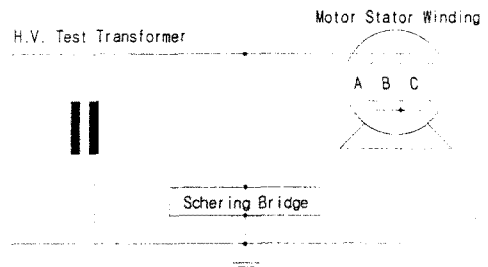 Motor Stator Winding
H.V. Test Transformer
A B C
Schering Bridge